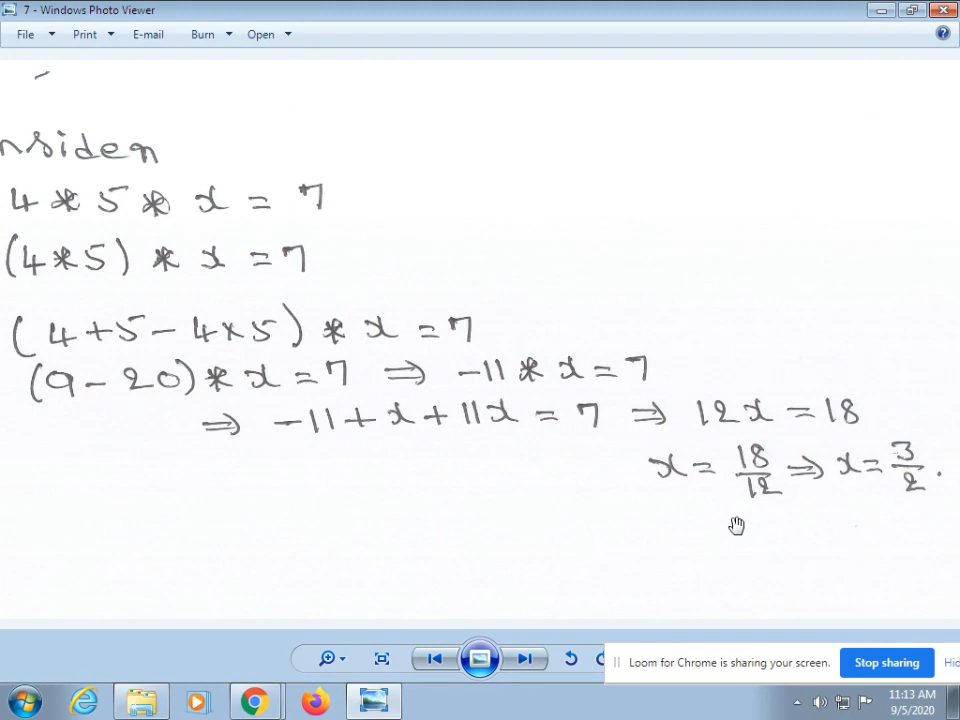 7 - Windows Photo Viewer
File Print E-mail Burn Open
nsider
4 * 5 * x = 7
(4 * 5) * x = 7
(4 + 5 - 4 × 5) * x = 7
(9 - 20) * x = 7 ⇒ -11 * x = 7
⇒ -11 + x + 11x = 7 ⇒ 12x = 18
x = 18/12 ⇒ x = 3/2.
Loom for Chrome is sharing your screen. Stop sharing Hid
11:13 AM
9/5/2020